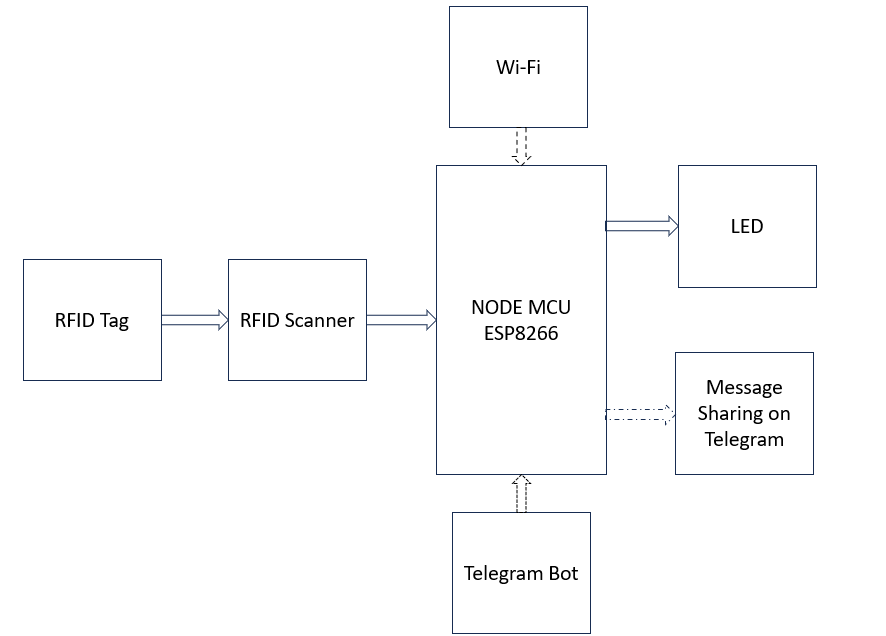 Wi-Fi
RFID Tag
RFID Scanner
NODE MCU
ESP8266
LED
Message
Sharing on
Telegram
Telegram Bot